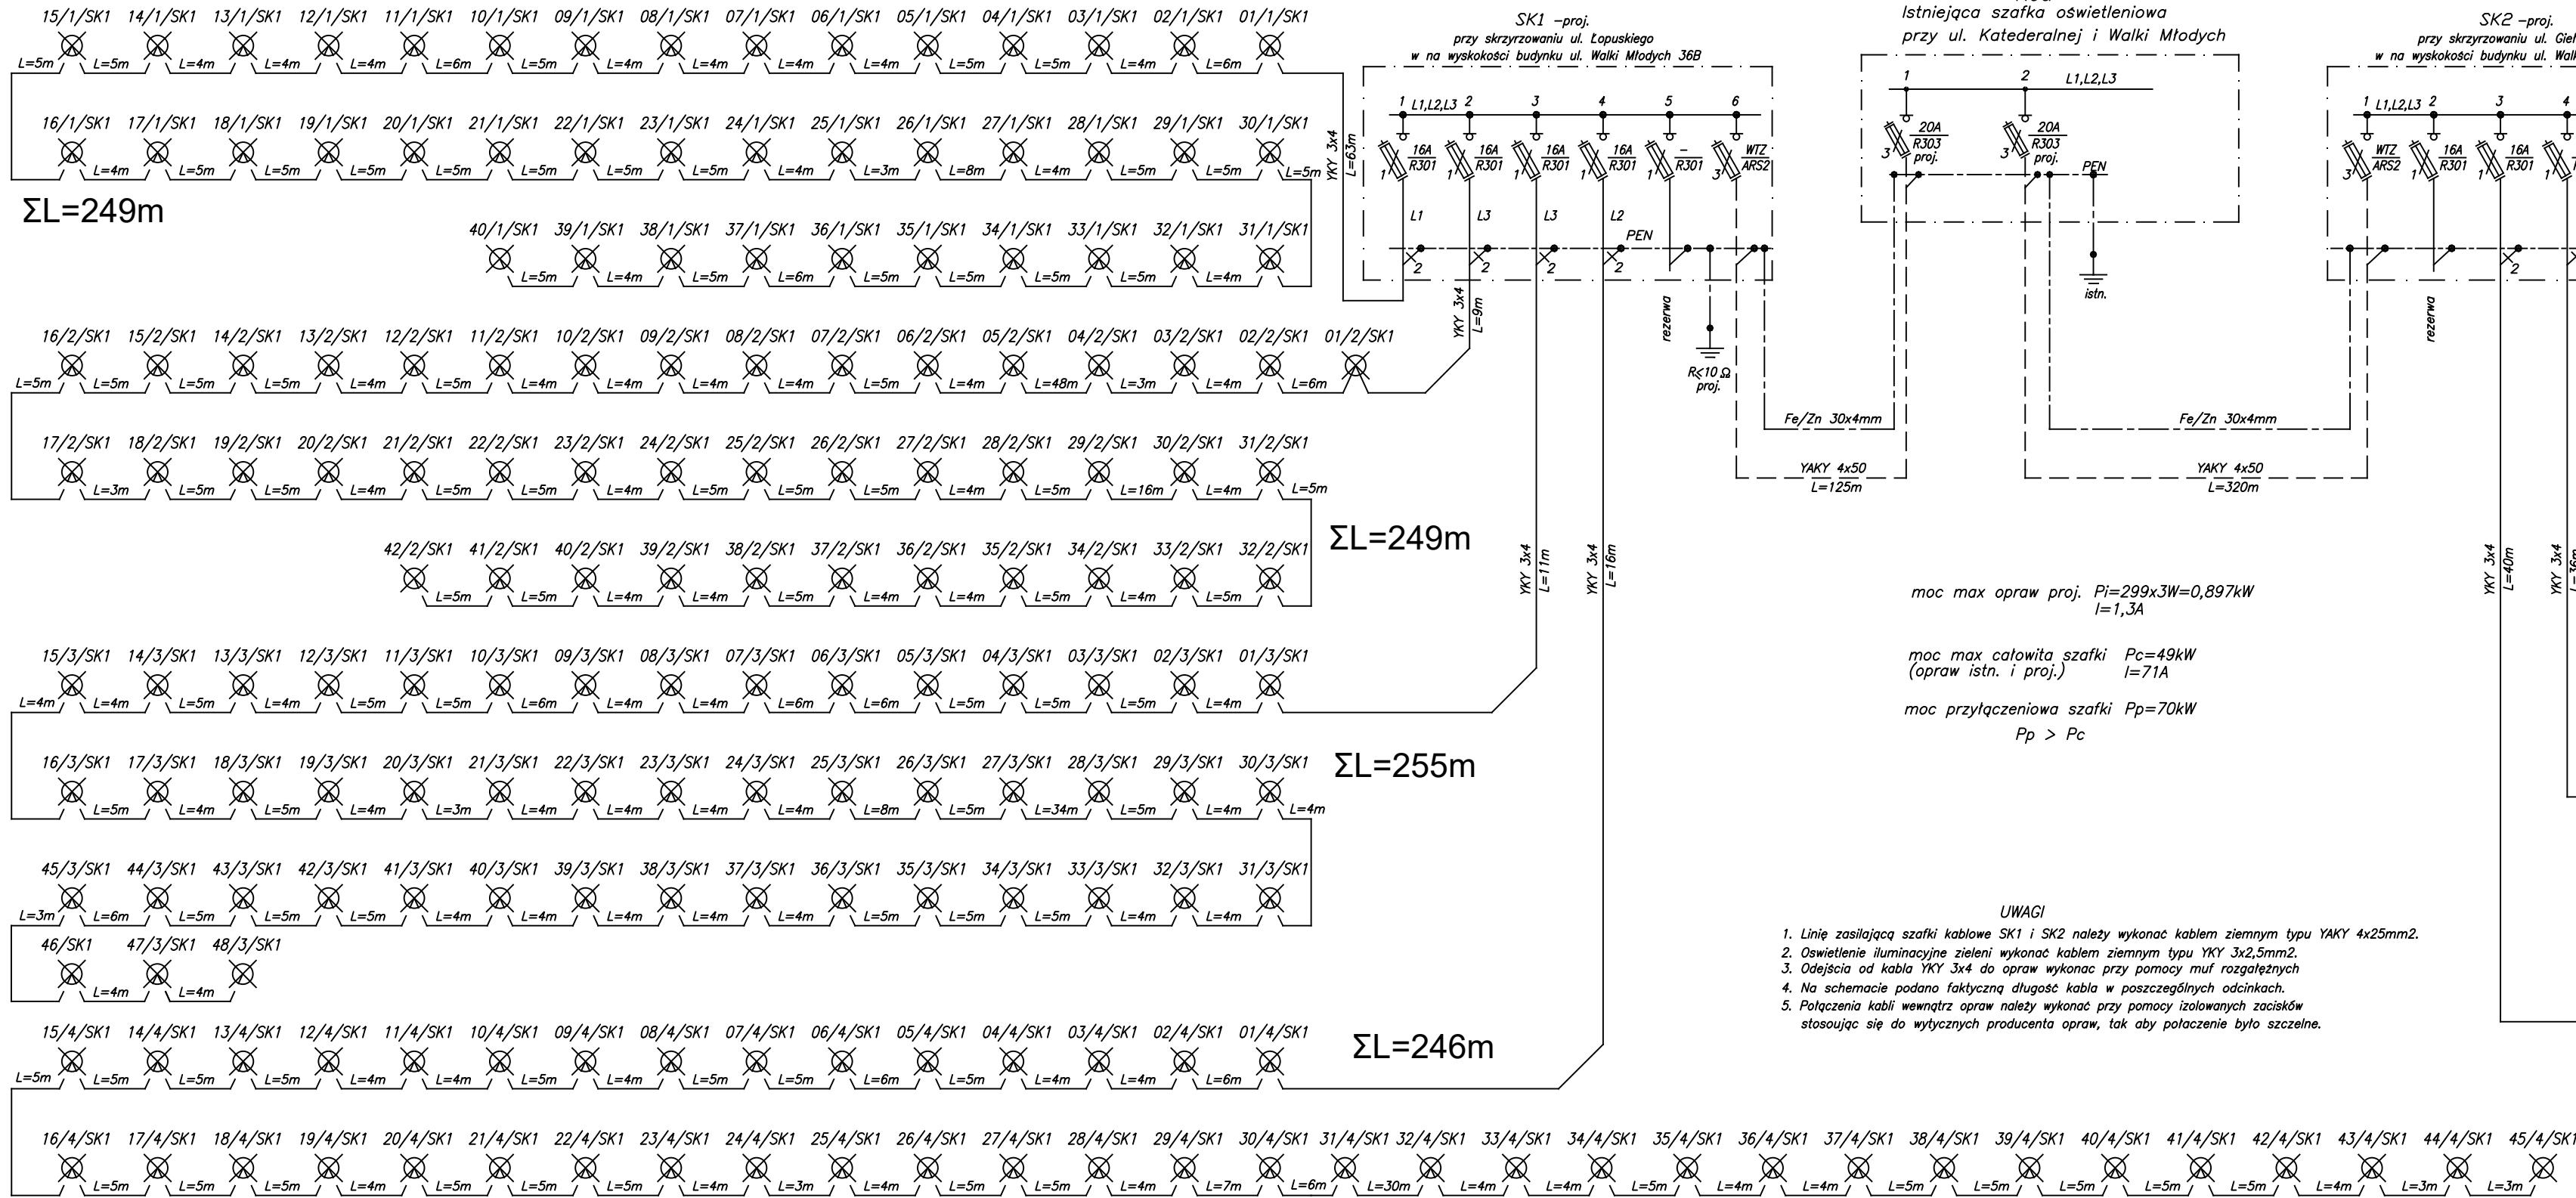 15/1/SK1 14/1/SK1 13/1/SK1 12/1/SK1 11/1/SK1 10/1/SK1 09/1/SK1 08/1/SK1 07/1/SK1 06/1/SK1 05/1/SK1 04/1/SK1 03/1/SK1 02/1/SK1 01/1/SK1
L=5m L=5m L=4m L=4m L=4m L=6m L=5m L=4m L=4m L=4m L=5m L=5m L=4m L=4m L=6m
16/1/SK1 17/1/SK1 18/1/SK1 19/1/SK1 20/1/SK1 21/1/SK1 22/1/SK1 23/1/SK1 24/1/SK1 25/1/SK1 26/1/SK1 27/1/SK1 28/1/SK1 29/1/SK1 30/1/SK1
L=4m L=5m L=5m L=5m L=5m L=5m L=5m L=5m L=4m L=3m L=8m L=4m L=5m L=5m L=5m
ΣL=249m
40/1/SK1 39/1/SK1 38/1/SK1 37/1/SK1 36/1/SK1 35/1/SK1 34/1/SK1 33/1/SK1 32/1/SK1 31/1/SK1
L=5m L=4m L=5m L=6m L=5m L=5m L=5m L=5m L=4m
YKY 3x4
L=63m
16/2/SK1 15/2/SK1 14/2/SK1 13/2/SK1 12/2/SK1 11/2/SK1 10/2/SK1 09/2/SK1 08/2/SK1 07/2/SK1 06/2/SK1 05/2/SK1 04/2/SK1 03/2/SK1 02/2/SK1 01/2/SK1
L=5m L=5m L=5m L=5m L=4m L=5m L=4m L=4m L=4m L=5m L=4m L=48m L=3m L=4m L=6m
17/2/SK1 18/2/SK1 19/2/SK1 20/2/SK1 21/2/SK1 22/2/SK1 23/2/SK1 24/2/SK1 25/2/SK1 26/2/SK1 27/2/SK1 28/2/SK1 29/2/SK1 30/2/SK1 31/2/SK1
L=3m L=5m L=5m L=4m L=5m L=5m L=4m L=5m L=5m L=5m L=4m L=5m L=16m L=4m L=5m
ΣL=249m
42/2/SK1 41/2/SK1 40/2/SK1 39/2/SK1 38/2/SK1 37/2/SK1 36/2/SK1 35/2/SK1 34/2/SK1 33/2/SK1 32/2/SK1
L=5m L=5m L=4m L=4m L=5m L=4m L=5m L=4m L=5m L=5m
15/3/SK1 14/3/SK1 13/3/SK1 12/3/SK1 11/3/SK1 10/3/SK1 09/3/SK1 08/3/SK1 07/3/SK1 06/3/SK1 05/3/SK1 04/3/SK1 03/3/SK1 02/3/SK1 01/3/SK1
L=4m L=4m L=5m L=4m L=5m L=5m L=6m L=4m L=4m L=6m L=6m L=5m L=5m L=4m L=4m
ΣL=255m
16/3/SK1 17/3/SK1 18/3/SK1 19/3/SK1 20/3/SK1 21/3/SK1 22/3/SK1 23/3/SK1 24/3/SK1 25/3/SK1 26/3/SK1 27/3/SK1 28/3/SK1 29/3/SK1 30/3/SK1
L=5m L=4m L=5m L=4m L=3m L=4m L=4m L=5m L=4m L=8m L=5m L=34m L=5m L=4m L=4m
45/3/SK1 44/3/SK1 43/3/SK1 42/3/SK1 41/3/SK1 40/3/SK1 39/3/SK1 38/3/SK1 37/3/SK1 36/3/SK1 35/3/SK1 34/3/SK1 33/3/SK1 32/3/SK1 31/3/SK1
L=3m L=6m L=5m L=5m L=5m L=4m L=4m L=4m L=4m L=4m L=5m L=5m L=5m L=4m L=4m
46/SK1 47/3/SK1 48/3/SK1
L=4m L=4m
15/4/SK1 14/4/SK1 13/4/SK1 12/4/SK1 11/4/SK1 10/4/SK1 09/4/SK1 08/4/SK1 07/4/SK1 06/4/SK1 05/4/SK1 04/4/SK1 03/4/SK1 02/4/SK1 01/4/SK1
L=5m L=5m L=5m L=5m L=4m L=4m L=5m L=4m L=5m L=5m L=6m L=5m L=4m L=4m L=6m
ΣL=246m
16/4/SK1 17/4/SK1 18/4/SK1 19/4/SK1 20/4/SK1 21/4/SK1 22/4/SK1 23/4/SK1 24/4/SK1 25/4/SK1 26/4/SK1 27/4/SK1 28/4/SK1 29/4/SK1 30/4/SK1 31/4/SK1 32/4/SK1 33/4/SK1 34/4/SK1 35/4/SK1 36/4/SK1 37/4/SK1 38/4/SK1 39/4/SK1 40/4/SK1 41/4/SK1 42/4/SK1 43/4/SK1 44/4/SK1 45/4/SK1
L=5m L=5m L=5m L=4m L=5m L=5m L=5m L=4m L=3m L=4m L=5m L=5m L=4m L=7m L=6m L=30m L=4m L=4m L=5m L=4m L=4m L=5m L=5m L=5m L=5m L=5m L=4m L=3m L=3m
SK1 -proj.
przy skrzyrzowaniu ul. Łopuskiego
w na wyskokości budynku ul. Walki Młodych 36B
1 L1,L2,L3 2 3 4 5 6
16A 16A 16A 16A - WTZ
R301 R301 R301 R301 R301 ARS2
1 1 1 1 1 3
L1 L3 L3 L2
PEN
2 2 2 2
YKY 3x4
L=9m
rezerwa
R≤10 Ω
proj.
YKY 3x4
L=11m
YKY 3x4
L=16m
Istniejąca szafka oświetleniowa
przy ul. Katederalnej i Walki Młodych
1 2 L1,L2,L3
20A 20A
R303 R303
3 proj. 3 proj.
PEN
istn.
Fe/Zn 30x4mm
YAKY 4x50
L=125m
Fe/Zn 30x4mm
YAKY 4x50
L=320m
SK2 -proj.
przy skrzyrzowaniu ul.
w na wyskokości budynku ul.
1 L1,L2,L3 2 3 4
WTZ 16A 16A
ARS2 R301 R301
3 1 1 1
2
rezerwa
YKY 3x4
L=40m
YKY 3x4
L=36m
moc max opraw proj. Pi=299x3W=0,897kW
I=1,3A
moc max całowita szafki Pc=49kW
(opraw istn. i proj.) I=71A
moc przyłączeniowa szafki Pp=70kW
Pp > Pc
UWAGI
1. Linię zasilającą szafki kablowe SK1 i SK2 należy wykonać kablem ziemnym typu YAKY 4x25mm2.
2. Oswietlenie iluminacyjne zieleni wykonać kablem ziemnym typu YKY 3x2,5mm2.
3. Odejścia od kabla YKY 3x4 do opraw wykonac przy pomocy muf rozgałęźnych
4. Na schemacie podano faktyczną długość kabla w poszczególnych odcinkach.
5. Połączenia kabli wewnątrz opraw należy wykonać przy pomocy izolowanych zacisków
stosoując się do wytycznych producenta opraw, tak aby połaczenie było szczelne.